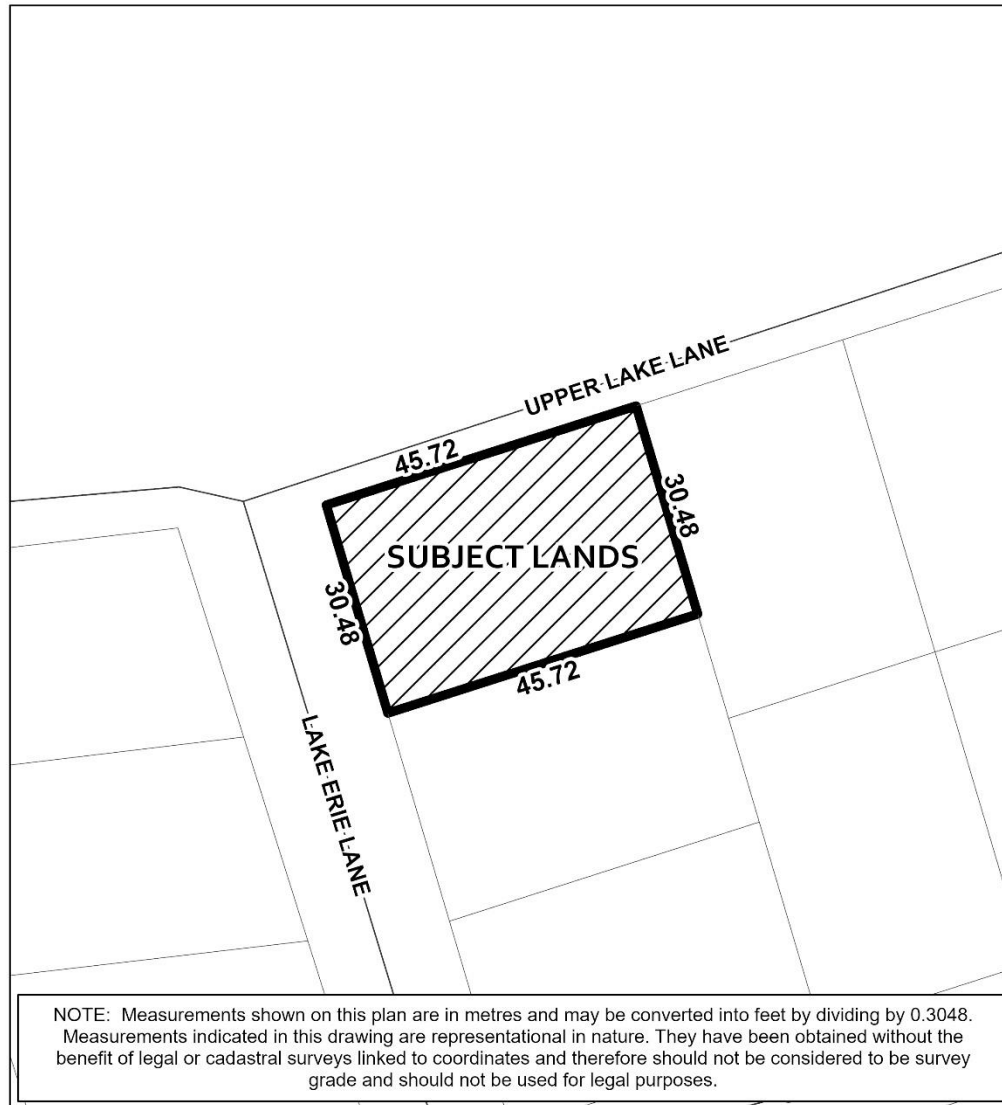 UPPER LAKE LANE
45.72
30.48
SUBJECT LANDS
30.48
45.72
LAKE ERIE LANE
NOTE: Measurements shown on this plan are in metres and may be converted into feet by dividing by 0.3048.
Measurements indicated in this drawing are representational in nature. They have been obtained without the
benefit of legal or cadastral surveys linked to coordinates and therefore should not be considered to be survey
grade and should not be used for legal purposes.